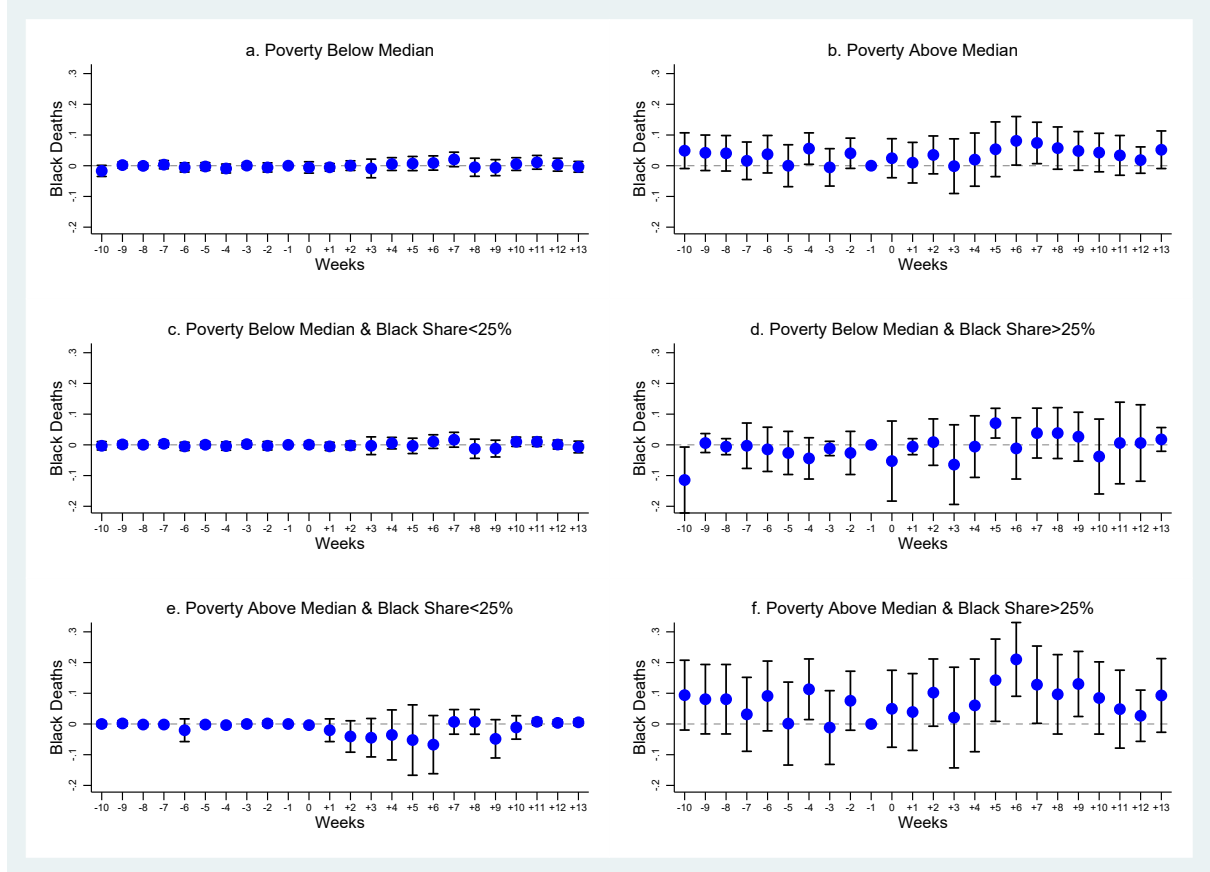 a. Poverty Below Median
Black Deaths
.3
.2
.1
0
-.1
-.2
-10 -9 -8 -7 -6 -5 -4 -3 -2 -1 0 +1 +2 +3 +4 +5 +6 +7 +8 +9 +10 +11 +12 +13
Weeks
b. Poverty Above Median
Black Deaths
.3
.2
.1
0
-.1
-.2
-10 -9 -8 -7 -6 -5 -4 -3 -2 -1 0 +1 +2 +3 +4 +5 +6 +7 +8 +9 +10 +11 +12 +13
Weeks
c. Poverty Below Median & Black Share<25%
Black Deaths
.3
.2
.1
0
-.1
-.2
-10 -9 -8 -7 -6 -5 -4 -3 -2 -1 0 +1 +2 +3 +4 +5 +6 +7 +8 +9 +10 +11 +12 +13
Weeks
d. Poverty Below Median & Black Share>25%
Black Deaths
.3
.2
.1
0
-.1
-.2
-10 -9 -8 -7 -6 -5 -4 -3 -2 -1 0 +1 +2 +3 +4 +5 +6 +7 +8 +9 +10 +11 +12 +13
Weeks
e. Poverty Above Median & Black Share<25%
Black Deaths
.3
.2
.1
0
-.1
-.2
-10 -9 -8 -7 -6 -5 -4 -3 -2 -1 0 +1 +2 +3 +4 +5 +6 +7 +8 +9 +10 +11 +12 +13
Weeks
f. Poverty Above Median & Black Share>25%
Black Deaths
.3
.2
.1
0
-.1
-.2
-10 -9 -8 -7 -6 -5 -4 -3 -2 -1 0 +1 +2 +3 +4 +5 +6 +7 +8 +9 +10 +11 +12 +13
Weeks